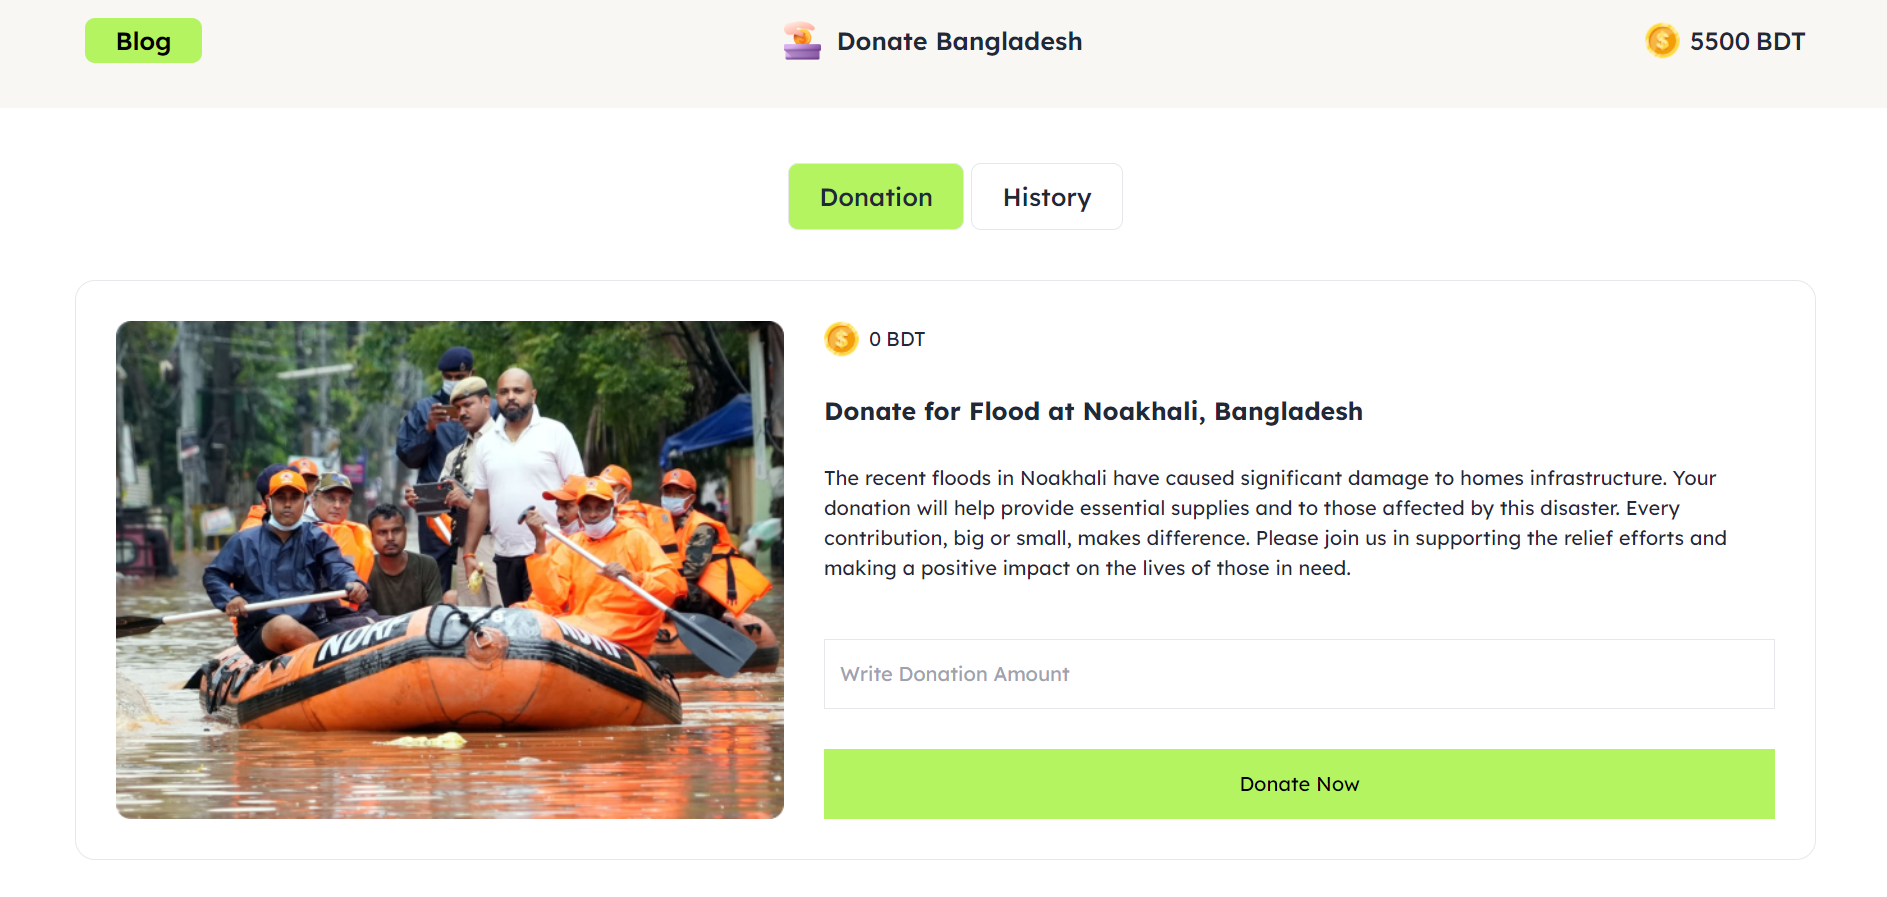 Blog
Donate Bangladesh
5500 BDT
Donation
History
0 BDT
Donate for Flood at Noakhali, Bangladesh
The recent floods in Noakhali have caused significant damage to homes infrastructure. Your
donation will help provide essential supplies and to those affected by this disaster. Every
contribution, big or small, makes difference. Please join us in supporting the relief efforts and
making a positive impact on the lives of those in need.
Write Donation Amount
Donate Now
NDRF
NDRF